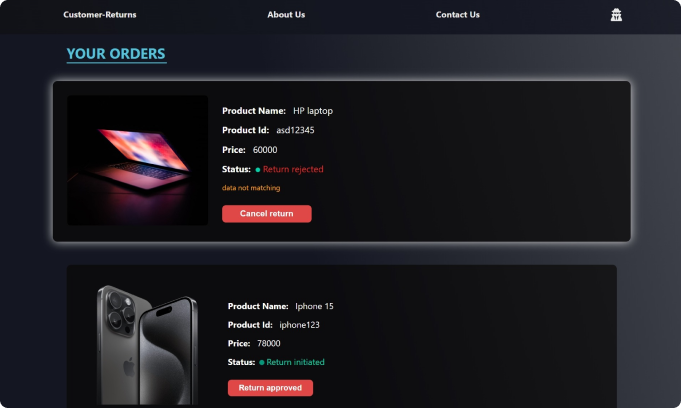 Customer-Returns About Us Contact Us
YOUR ORDERS
Product Name: HP laptop
Product Id: asd12345
Price: 60000
Status: Return rejected
data not matching
Cancel return
Product Name: Iphone 15
Product Id: iphone123
Price: 78000
Status: Return initiated
Return approved